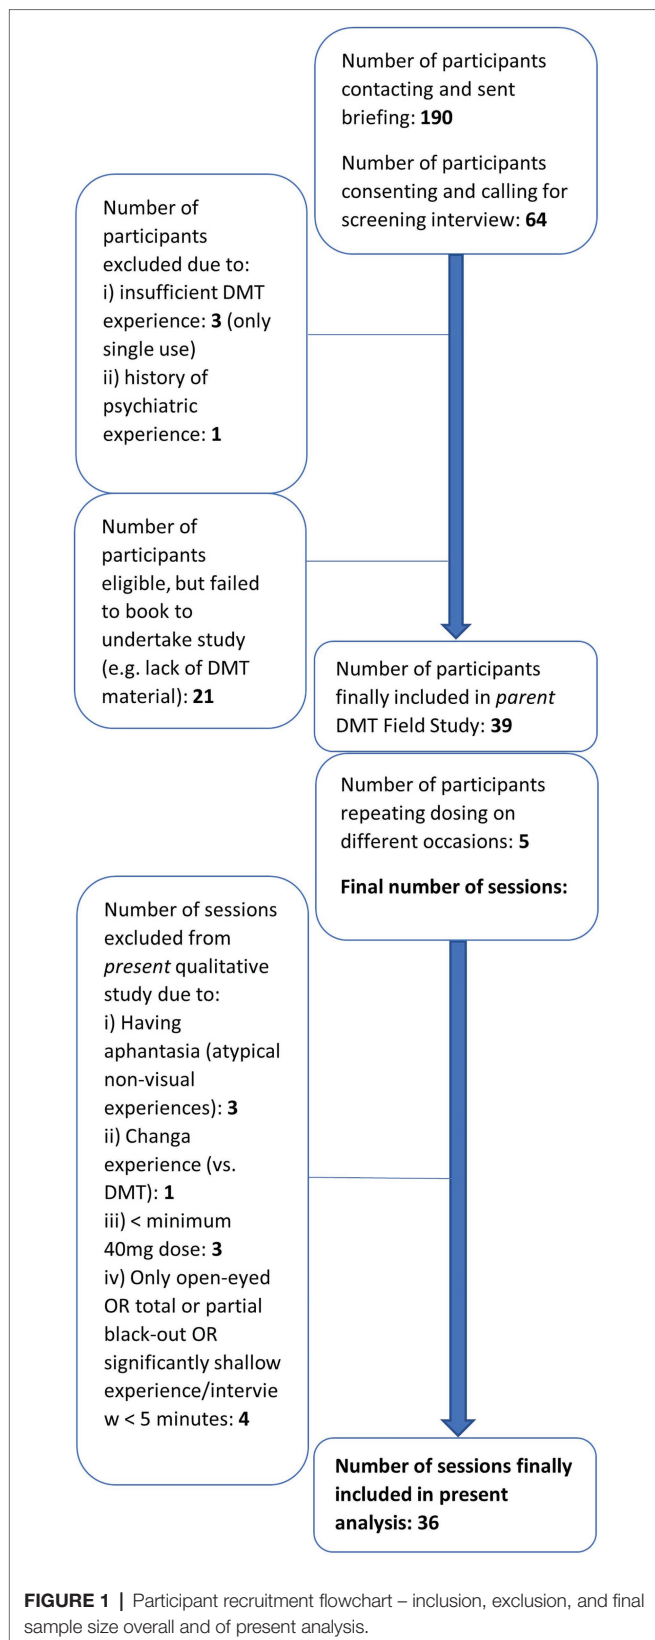 Number of participants
contacting and sent
briefing: 190
Number of participants
consenting and calling for
screening interview: 64
Number of
participants
excluded due to:
i) insufficient DMT
experience: 3 (only
single use)
ii) history of
psychiatric
experience: 1
Number of
participants
eligible, but failed
to book to
undertake study
(e.g. lack of DMT
material): 21
Number of participants
finally included in parent
DMT Field Study: 39
Number of participants
repeating dosing on
different occasions: 5
Final number of sessions:
Number of sessions
excluded from
present qualitative
study due to:
i) Having
aphantasia (atypical
non-visual
experiences): 3
ii) Changa
experience (vs.
DMT): 1
iii) < minimum
40mg dose: 3
iv) Only open-eyed
OR total or partial
black-out OR
significantly shallow
experience/intervie
w < 5 minutes: 4
Number of sessions finally
included in present
analysis: 36
FIGURE 1 | Participant recruitment flowchart – inclusion, exclusion, and final
sample size overall and of present analysis.